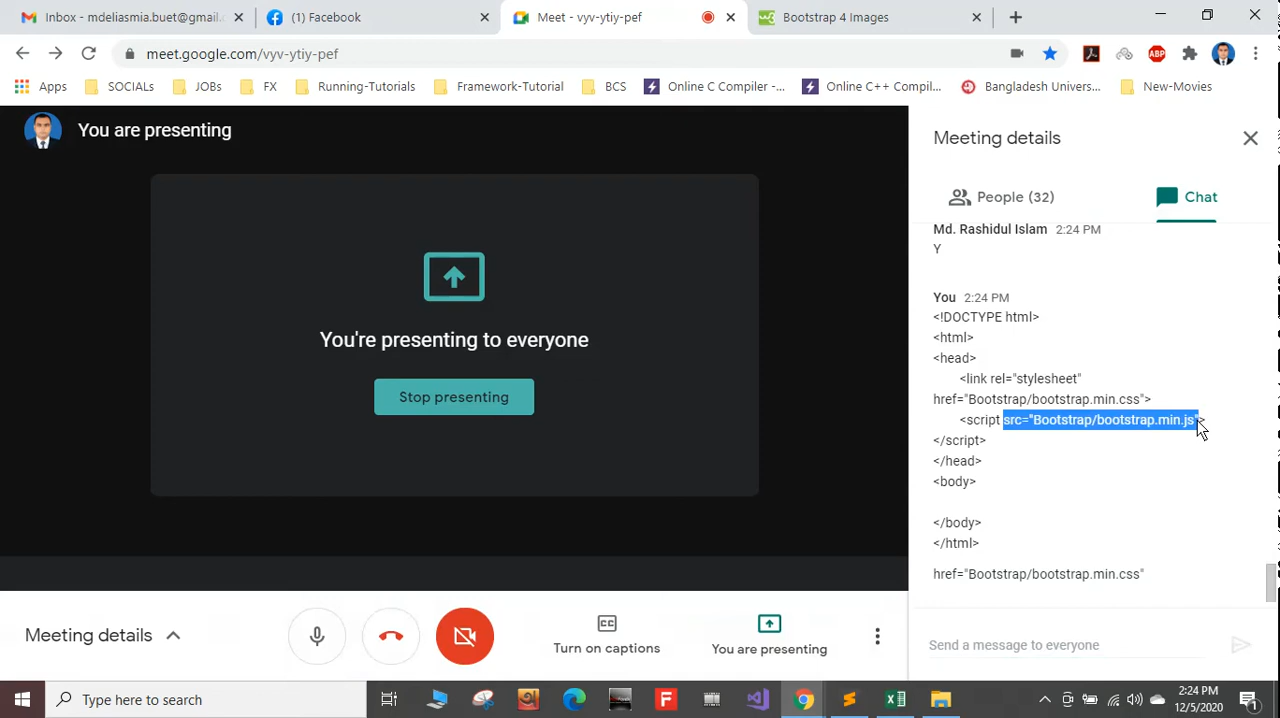 Inbox - mdeliasmia.buet@gmail.
(1) Facebook
Meet - vyv-ytiy-pef
Bootstrap 4 Images
meet.google.com/vyv-ytiy-pef
ABP
Apps
SOCIALs
JOBs
FX
Running-Tutorials
Framework-Tutorial
BCS
Online C Compiler -...
Online C++ Compil...
Bangladesh Univers...
New-Movies
You are presenting
You're presenting to everyone
Stop presenting
Meeting details
People (32)
Chat
Md. Rashidul Islam 2:24 PM
Y
You 2:24 PM
<!DOCTYPE html>
<html>
<head>
<link rel="stylesheet"
href="Bootstrap/bootstrap.min.css">
<script src="Bootstrap/bootstrap.min.js">
</script>
</head>
<body>
</body>
</html>
href="Bootstrap/bootstrap.min.css"
Send a message to everyone
Meeting details
Turn on captions
You are presenting
Type here to search
2:24 PM
12/5/2020
1